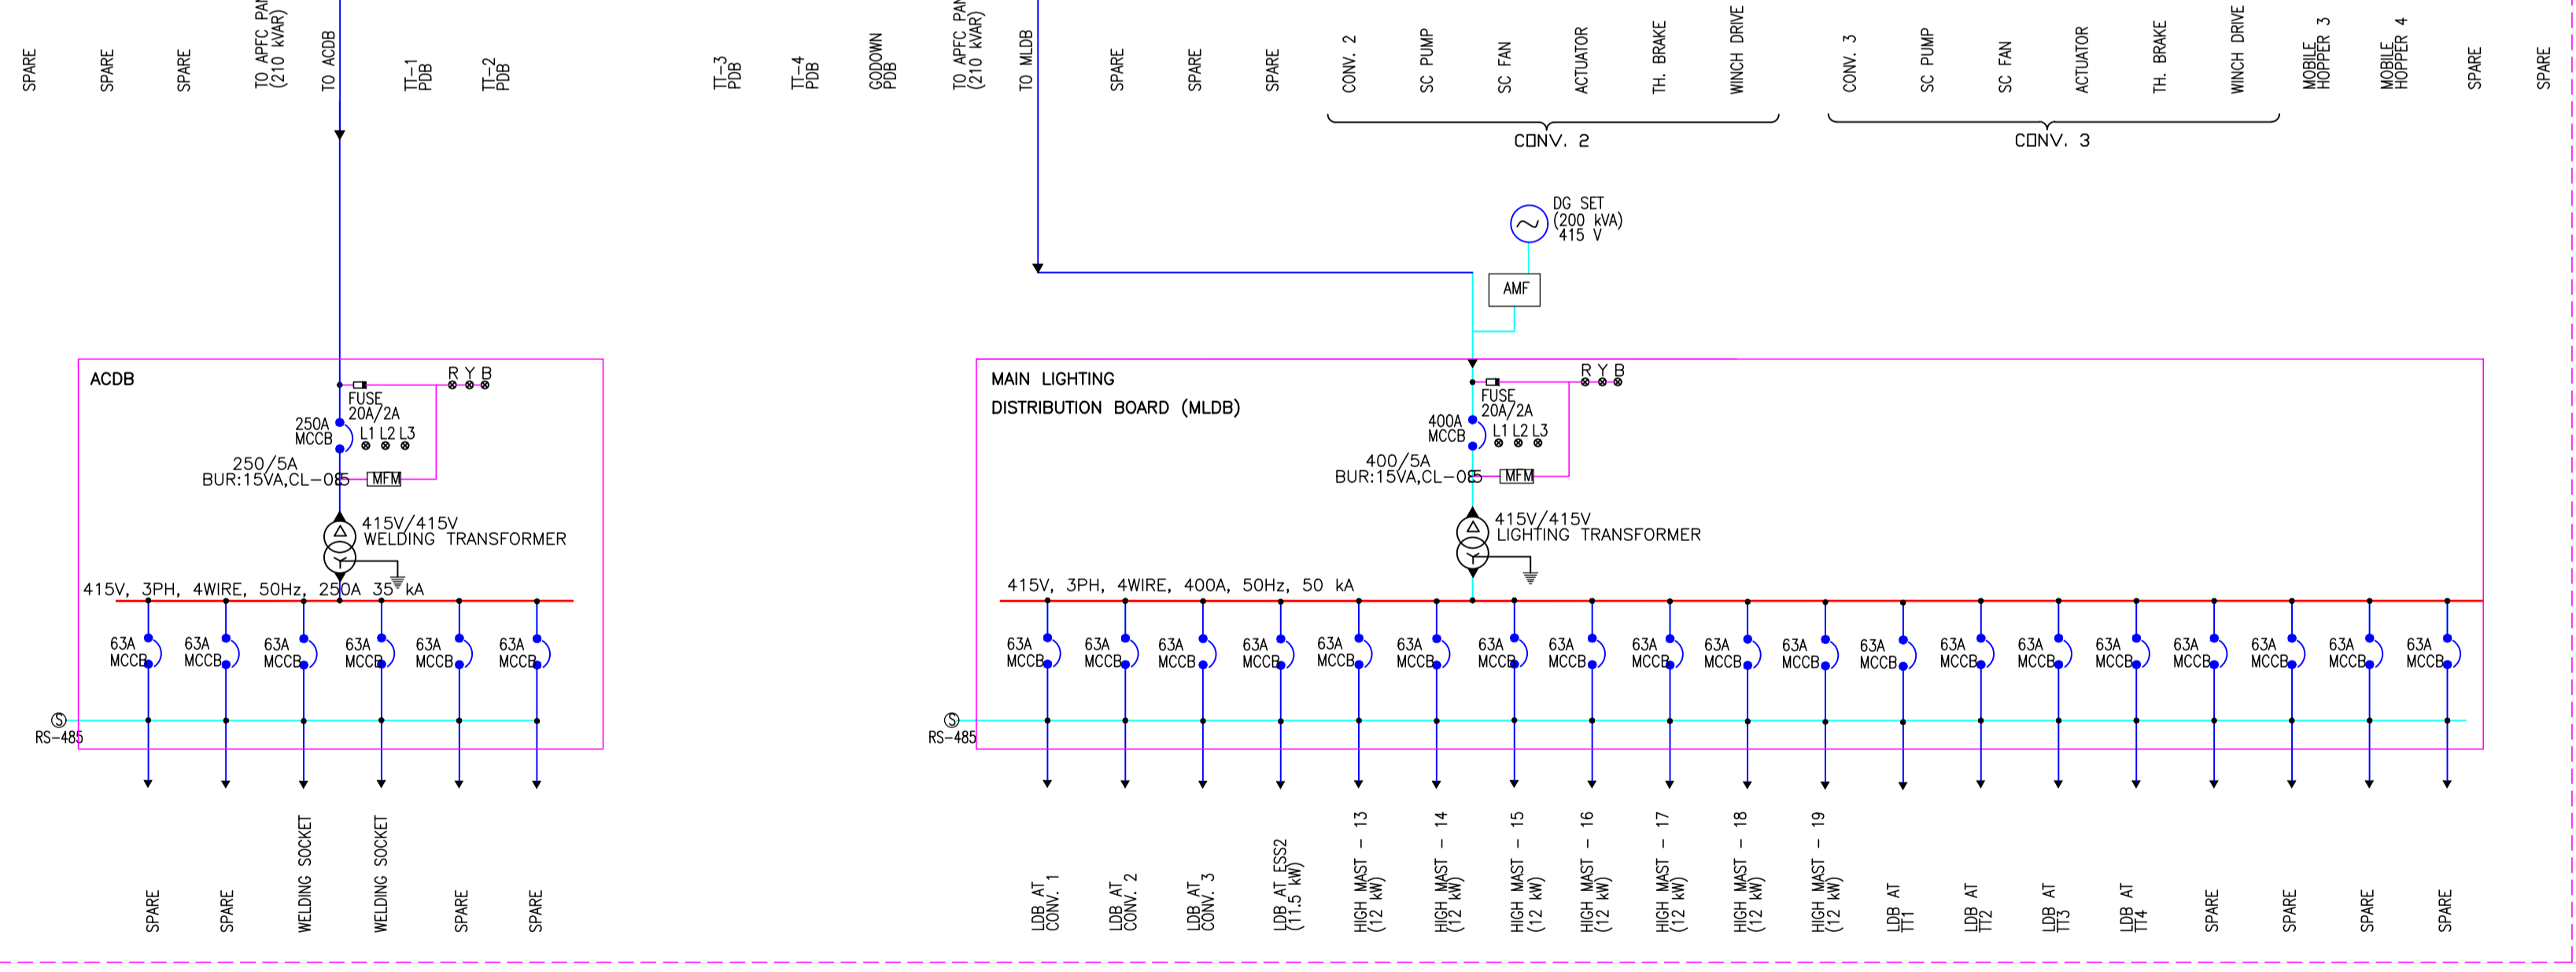 SPARE
SPARE
SPARE
TO APFC PAN
(210 kVAR)
TO ACDB
TT-1
PDB
TT-2
PDB
TT-3
PDB
TT-4
PDB
GODOWN
PDB
TO APFC PAN
(210 kVAR)
TO MLDB
SPARE
SPARE
SPARE
CONV. 2
SC PUMP
SC FAN
ACTUATOR
TH. BRAKE
WINCH DRIVE
CONV. 3
SC PUMP
SC FAN
ACTUATOR
TH. BRAKE
WINCH DRIVE
MOBILE
HOPPER 3
MOBILE
HOPPER 4
SPARE
SPARE
CONV. 2
CONV. 3
DG SET
(200 kVA)
415 V
AMF
ACDB
R Y B
FUSE
20A/2A
250A
MCCB
L1 L2 L3
250/5A
BUR:15VA,CL-0.5
MFM
415V/415V
WELDING TRANSFORMER
415V, 3PH, 4WIRE, 50Hz, 250A 35 kA
63A
MCCB
63A
MCCB
63A
MCCB
63A
MCCB
63A
MCCB
63A
MCCB
S
RS-485
SPARE
SPARE
WELDING SOCKET
WELDING SOCKET
SPARE
SPARE
MAIN LIGHTING
DISTRIBUTION BOARD (MLDB)
R Y B
FUSE
20A/2A
400A
MCCB
L1 L2 L3
400/5A
BUR:15VA,CL-0.5
MFM
415V/415V
LIGHTING TRANSFORMER
415V, 3PH, 4WIRE, 400A, 50Hz, 50 kA
63A
MCCB
63A
MCCB
63A
MCCB
63A
MCCB
63A
MCCB
63A
MCCB
63A
MCCB
63A
MCCB
63A
MCCB
63A
MCCB
63A
MCCB
63A
MCCB
63A
MCCB
63A
MCCB
63A
MCCB
63A
MCCB
63A
MCCB
63A
MCCB
63A
MCCB
S
RS-485
LDB AT
CONV. 1
LDB AT
CONV. 2
LDB AT
CONV. 3
LDB AT ESS2
(11.5 kW)
HIGH MAST - 13
(12 kW)
HIGH MAST - 14
(12 kW)
HIGH MAST - 15
(12 kW)
HIGH MAST - 16
(12 kW)
HIGH MAST - 17
(12 kW)
HIGH MAST - 18
(12 kW)
HIGH MAST - 19
(12 kW)
LDB AT
TT1
LDB AT
TT2
LDB AT
TT3
LDB AT
TT4
SPARE
SPARE
SPARE
SPARE